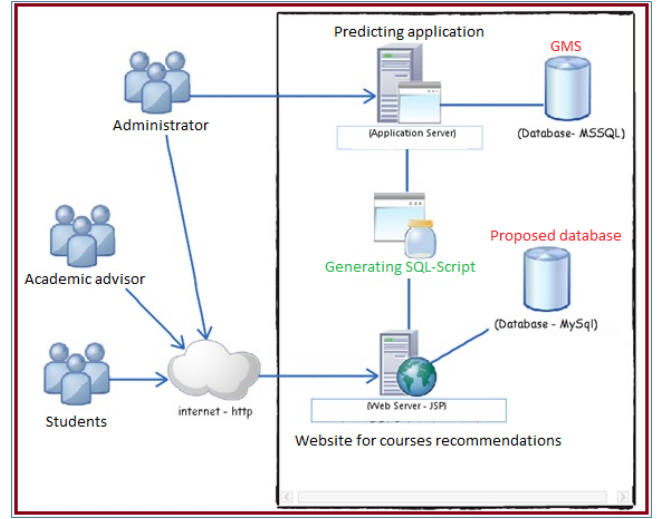 Predicting application
GMS
Administrator
(Application Server)
(Database- MSSQL)
Proposed database
Generating SQL-Script
Academic advisor
(Database - MySql)
internet - http
(Web Server - JSP)
Students
Website for courses recommendations